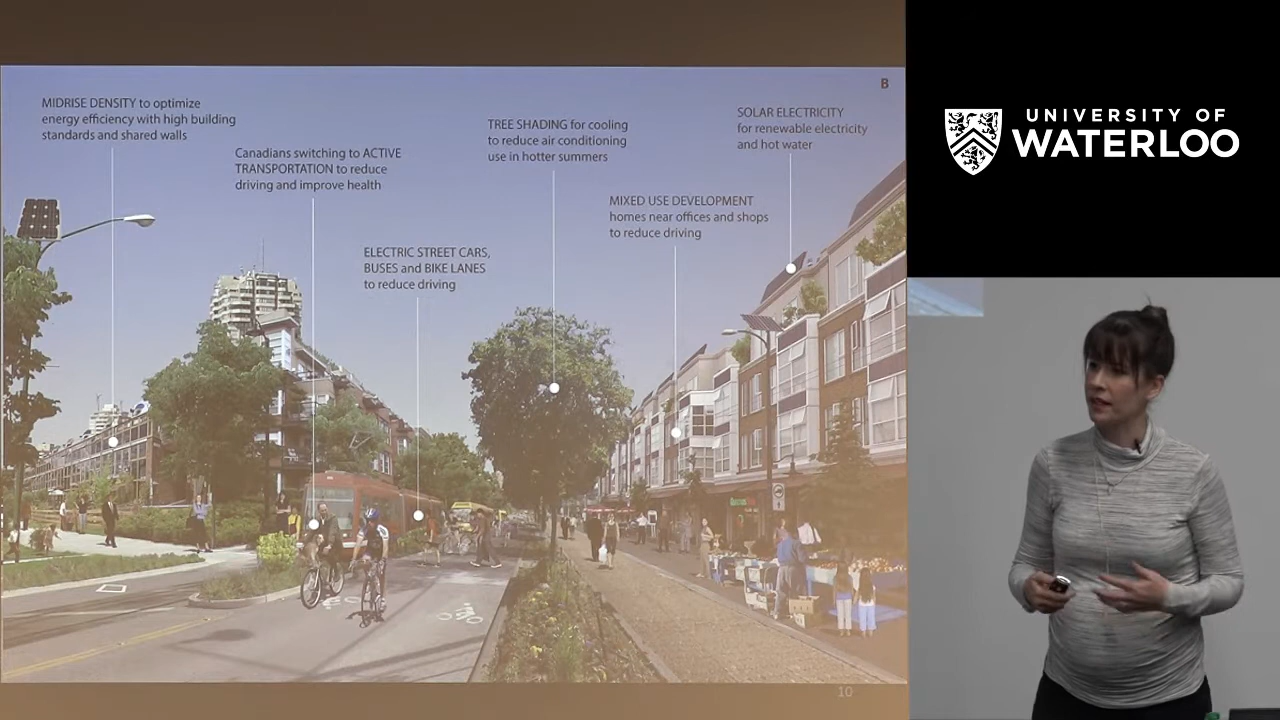 B
MIDRISE DENSITY to optimize
energy efficiency with high building
standards and shared walls
Canadians switching to ACTIVE
TRANSPORTATION to reduce
driving and improve health
ELECTRIC STREET CARS,
BUSES and BIKE LANES
to reduce driving
TREE SHADING for cooling
to reduce air conditioning
use in hotter summers
MIXED USE DEVELOPMENT
homes near offices and shops
to reduce driving
SOLAR ELECTRICITY
for renewable electricity
and hot water
10
UNIVERSITY OF
WATERLOO